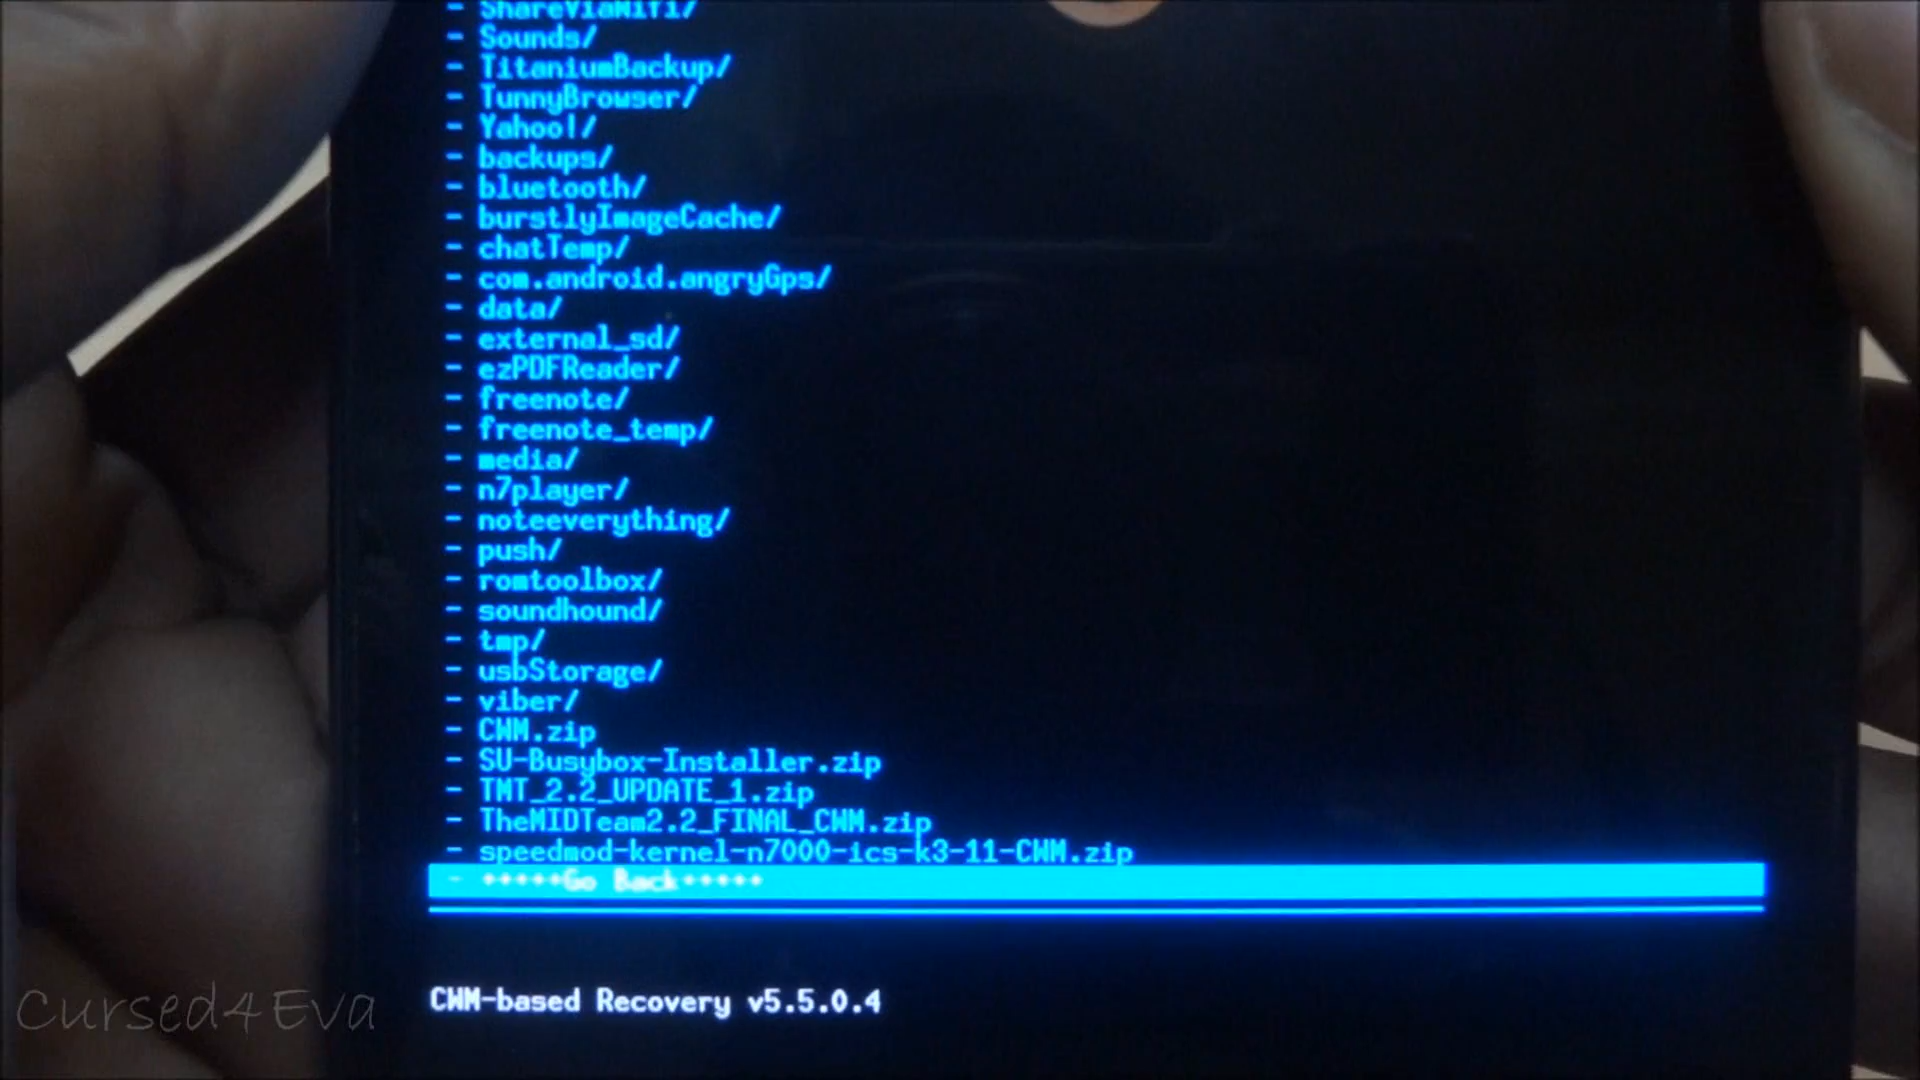 - ShareViaWifi/
- Sounds/
- TitaniumBackup/
- TunnyBrowser/
- Yahoo!/
- backups/
- bluetooth/
- burstlyImageCache/
- chatTemp/
- com.android.angryGps/
- data/
- external_sd/
- ezPDFReader/
- freenote/
- freenote_temp/
- media/
- n7player/
- noteeverything/
- push/
- romtoolbox/
- soundhound/
- tmp/
- usbStorage/
- viber/
- CWM.zip
- SU-Busybox-Installer.zip
- TMT_2.2_UPDATE_1.zip
- TheMIDTeam2.2_FINAL_CWM.zip
- speedmod-kernel-n7000-ics-k3-11-CWM.zip
- *****Go Back*****
CWM-based Recovery v5.5.0.4
Cursed4Eva